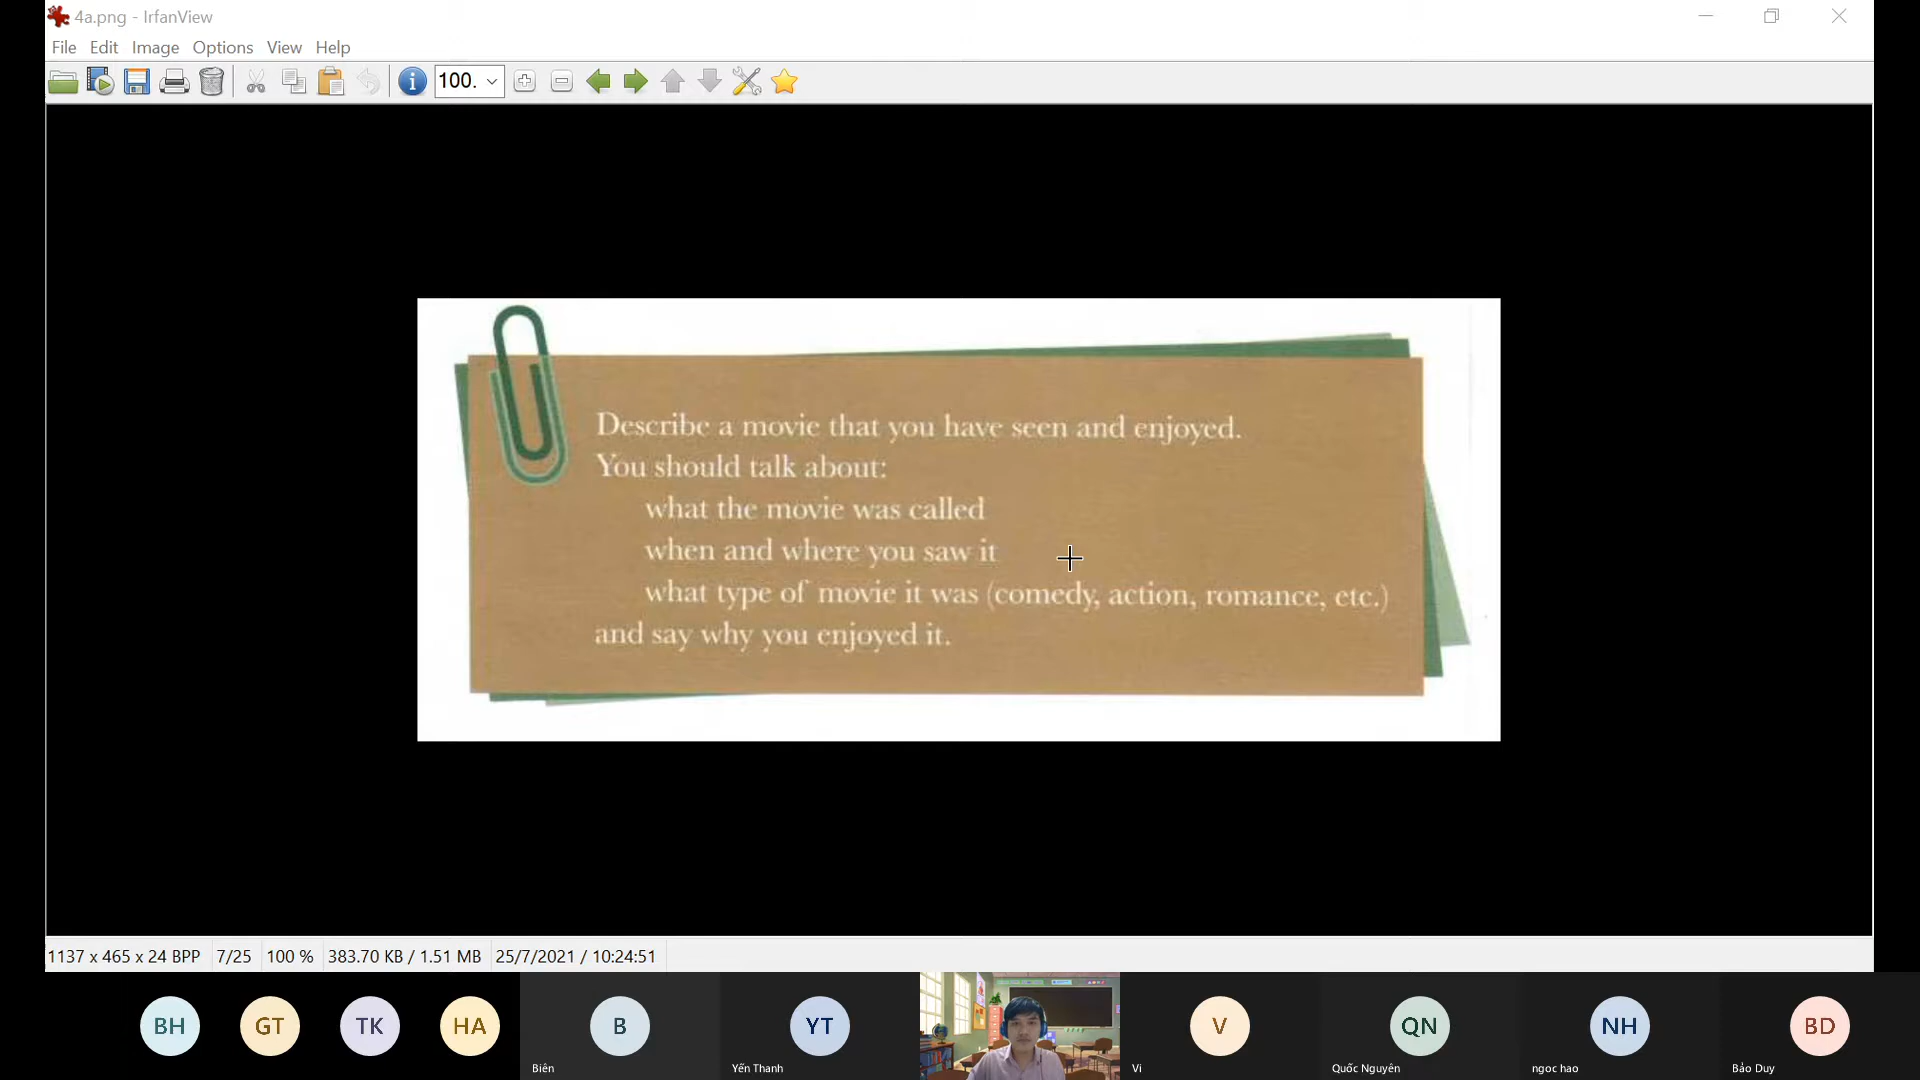 4a.png - IrfanView
File Edit Image Options View Help
100.
Describe a movie that you have seen and enjoyed.
You should talk about:
what the movie was called
when and where you saw it
what type of movie it was (comedy, action, romance, etc.)
and say why you enjoyed it.
1137 x 465 x 24 BPP 7/25 100 % 383.70 KB / 1.51 MB 25/7/2021 / 10:24:51
BH GT TK HA B YT V QN NH BD
Biên Yến Thanh Vi Quốc Nguyên ngoc hao Bảo Duy